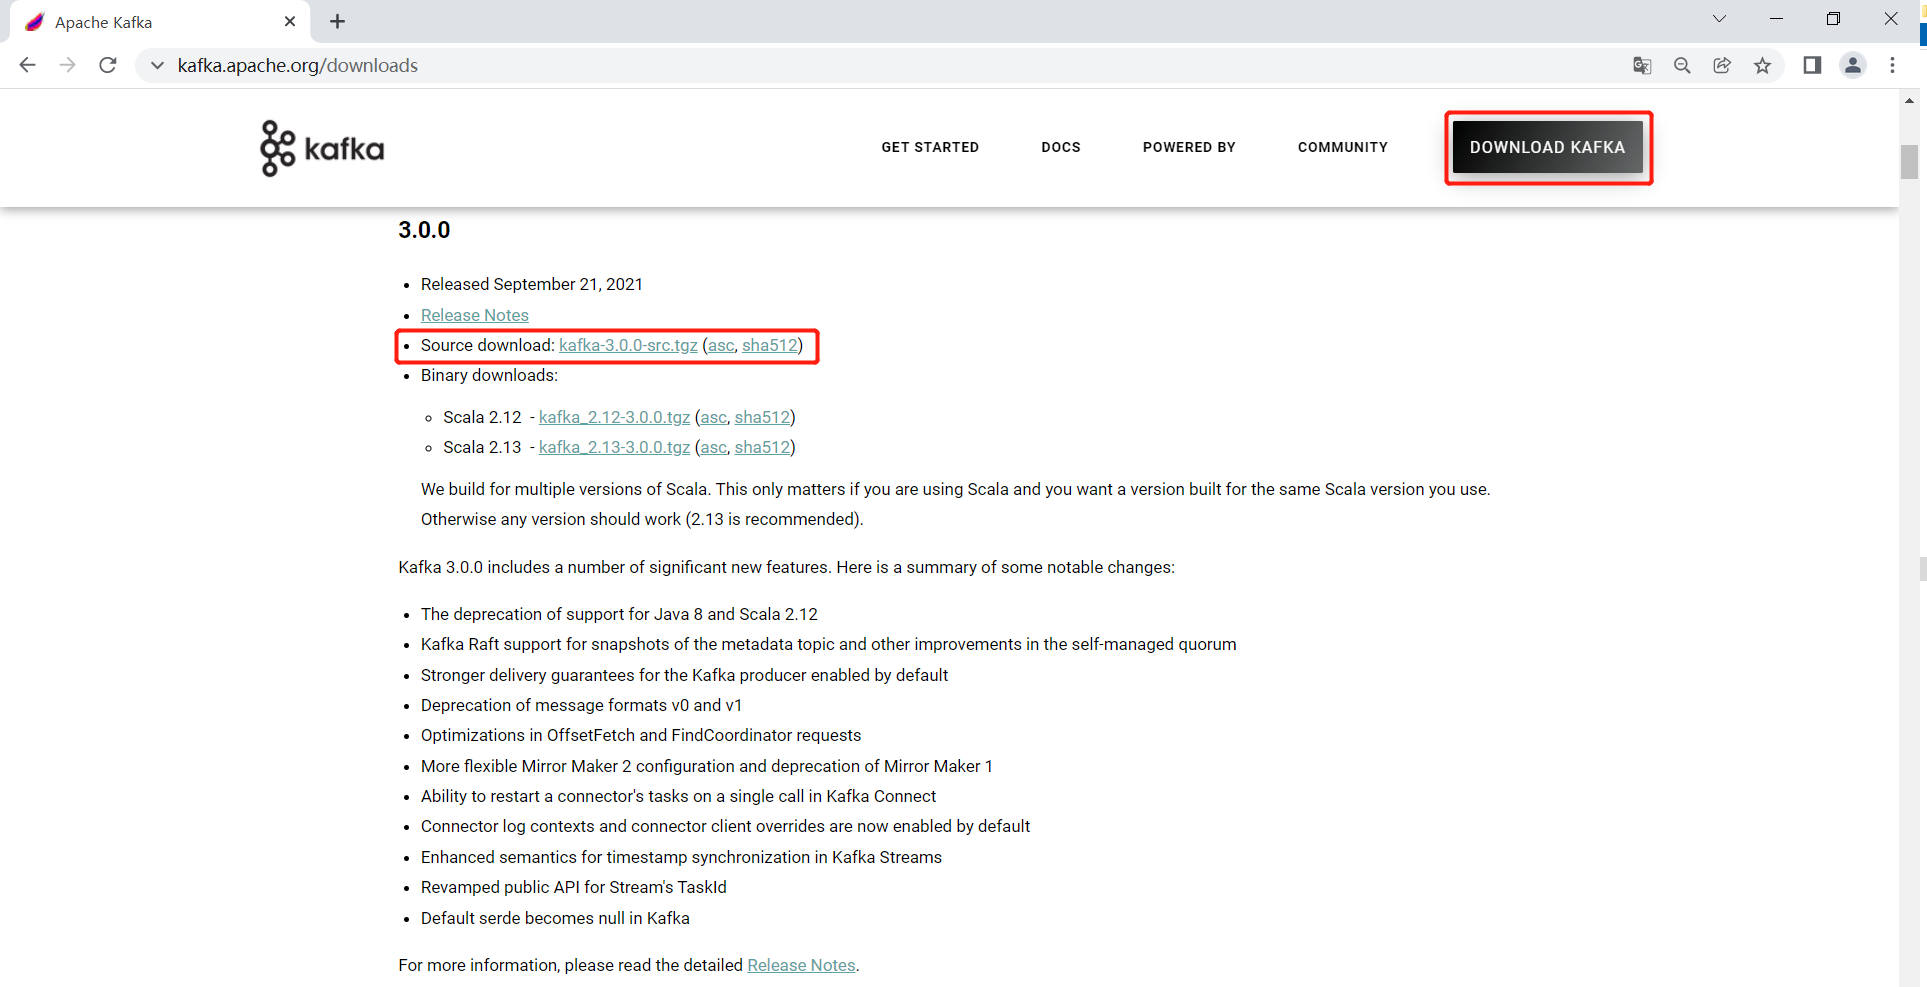 Apache Kafka
kafka.apache.org/downloads
kafka
GET STARTED
DOCS
POWERED BY
COMMUNITY
DOWNLOAD KAFKA
3.0.0
Released September 21, 2021
Release Notes
Source download: kafka-3.0.0-src.tgz (asc, sha512)
Binary downloads:
Scala 2.12 - kafka_2.12-3.0.0.tgz (asc, sha512)
Scala 2.13 - kafka_2.13-3.0.0.tgz (asc, sha512)
We build for multiple versions of Scala. This only matters if you are using Scala and you want a version built for the same Scala version you use.
Otherwise any version should work (2.13 is recommended).
Kafka 3.0.0 includes a number of significant new features. Here is a summary of some notable changes:
The deprecation of support for Java 8 and Scala 2.12
Kafka Raft support for snapshots of the metadata topic and other improvements in the self-managed quorum
Stronger delivery guarantees for the Kafka producer enabled by default
Deprecation of message formats v0 and v1
Optimizations in OffsetFetch and FindCoordinator requests
More flexible Mirror Maker 2 configuration and deprecation of Mirror Maker 1
Ability to restart a connector's tasks on a single call in Kafka Connect
Connector log contexts and connector client overrides are now enabled by default
Enhanced semantics for timestamp synchronization in Kafka Streams
Revamped public API for Stream's TaskId
Default serde becomes null in Kafka
For more information, please read the detailed Release Notes.